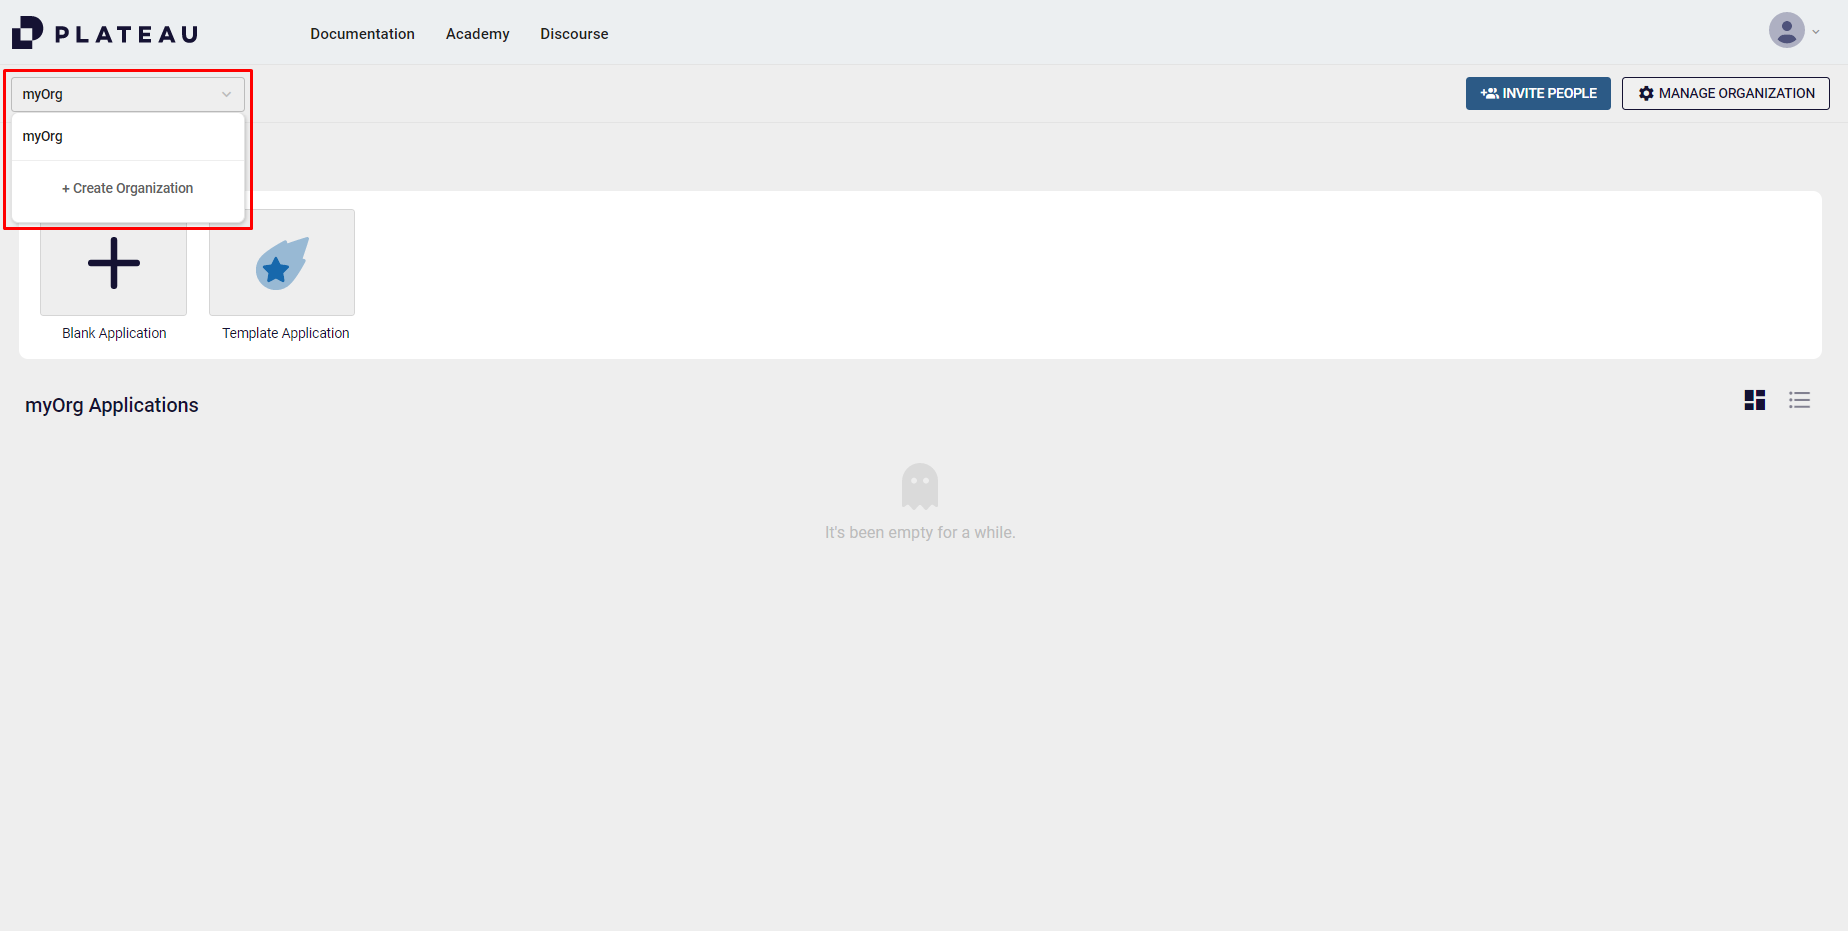 PLATEAU
Documentation Academy Discourse
myOrg
INVITE PEOPLE
MANAGE ORGANIZATION
myOrg
+ Create Organization
Blank Application
Template Application
myOrg Applications
It's been empty for a while.